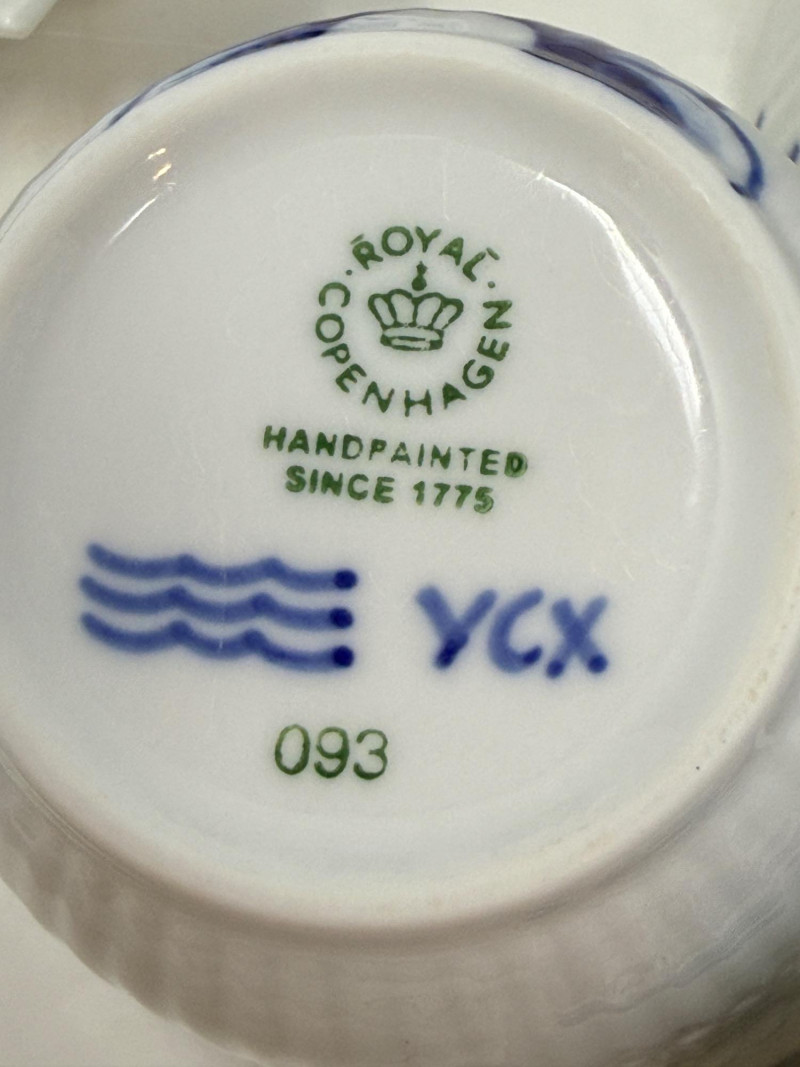 ROYAL
COPENHAGEN
HANDPAINTED
SINCE 1775
YCX
093